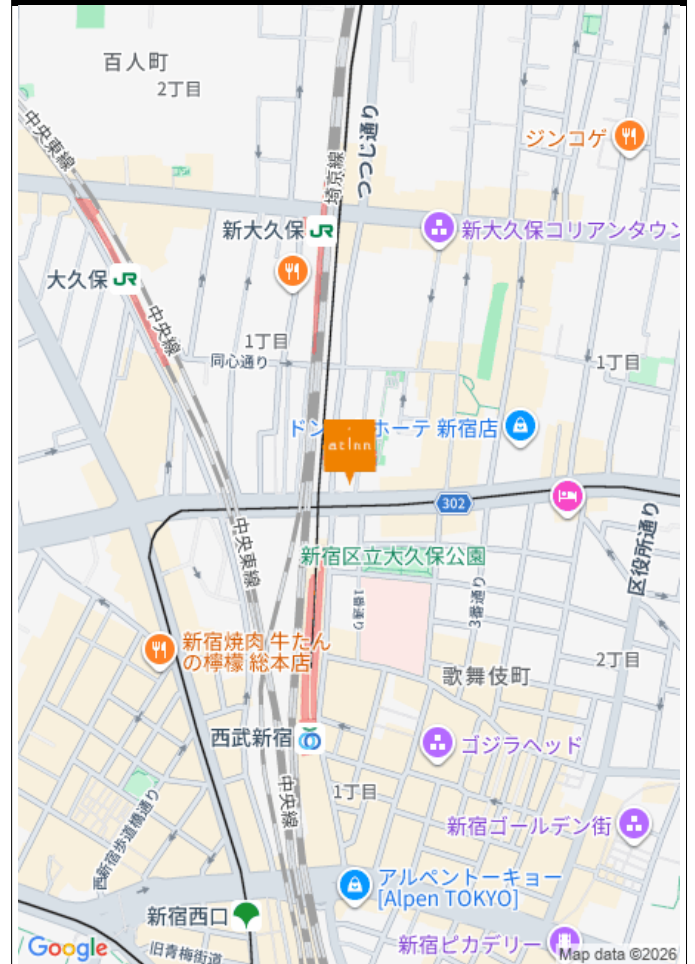 百人町
2丁目
中央東線
埼京線
つつじ通り
ジンコゲ
新大久保 JR
新大久保コリアンタウン
大久保 JR
中央線
1丁目
同心通り
1丁目
ドン
ホーテ 新宿店
at Inn
302
新宿区立大久保公園
中央東線
1番通り
3番通り
区役所通り
新宿焼肉 牛たん
の檸檬 総本店
2丁目
歌舞伎町
西武新宿
ゴジラヘッド
中央線
1丁目
新宿ゴールデン街
西新宿歩道橋通り
アルペントーキョー
[Alpen TOKYO]
新宿西口
新宿ピカデリー
旧青梅街道
Google
Map data ©2026